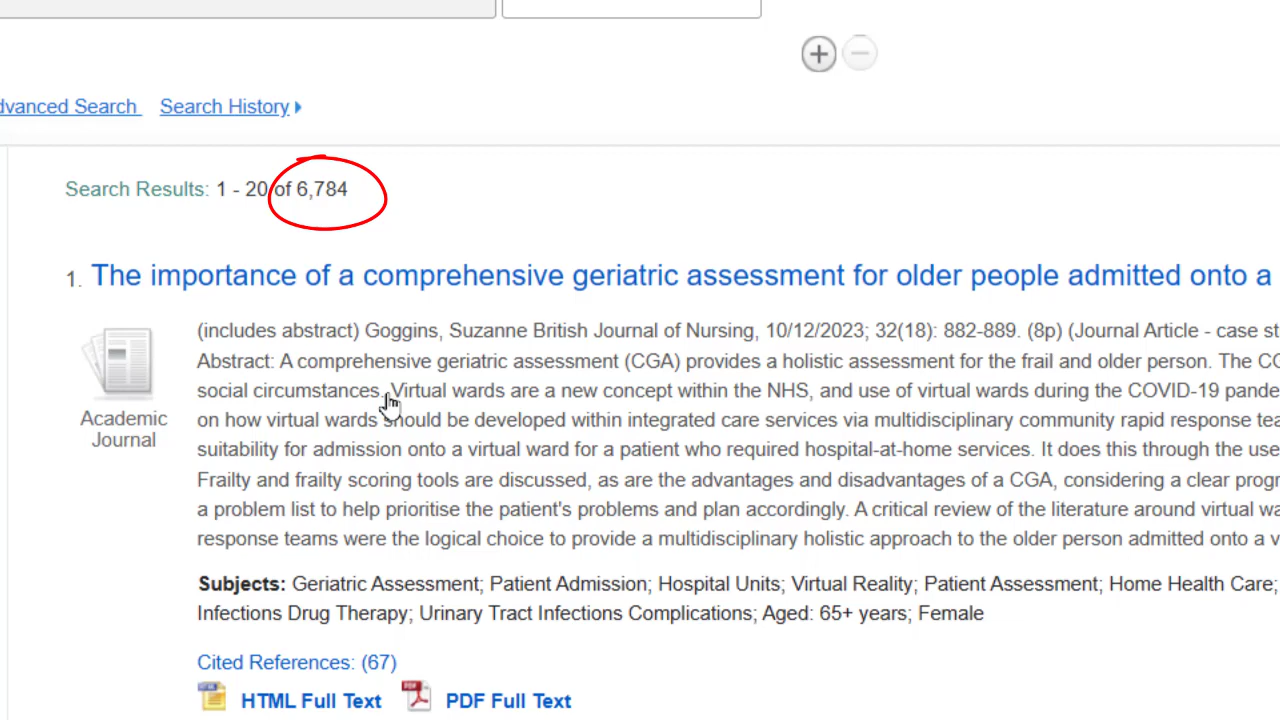 dvanced Search Search History
Search Results: 1 - 20 of 6,784
1. The importance of a comprehensive geriatric assessment for older people admitted onto a
(includes abstract) Goggins, Suzanne British Journal of Nursing, 10/12/2023; 32(18): 882-889. (8p) (Journal Article - case st
Abstract: A comprehensive geriatric assessment (CGA) provides a holistic assessment for the frail and older person. The CG
social circumstances. Virtual wards are a new concept within the NHS, and use of virtual wards during the COVID-19 pande
on how virtual wards should be developed within integrated care services via multidisciplinary community rapid response tea
suitability for admission onto a virtual ward for a patient who required hospital-at-home services. It does this through the use
Frailty and frailty scoring tools are discussed, as are the advantages and disadvantages of a CGA, considering a clear progr
a problem list to help prioritise the patient's problems and plan accordingly. A critical review of the literature around virtual wa
response teams were the logical choice to provide a multidisciplinary holistic approach to the older person admitted onto a v
Academic
Journal
Subjects: Geriatric Assessment; Patient Admission; Hospital Units; Virtual Reality; Patient Assessment; Home Health Care;
Infections Drug Therapy; Urinary Tract Infections Complications; Aged: 65+ years; Female
Cited References: (67)
HTML Full Text PDF Full Text